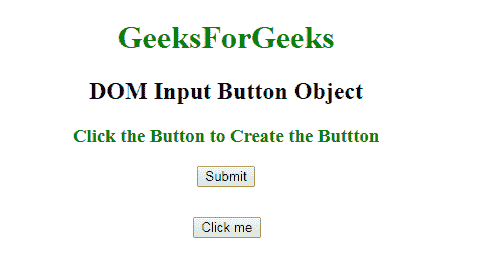 GeeksForGeeks
DOM Input Button Object
Click the Button to Create the Buttton
Submit
Click me